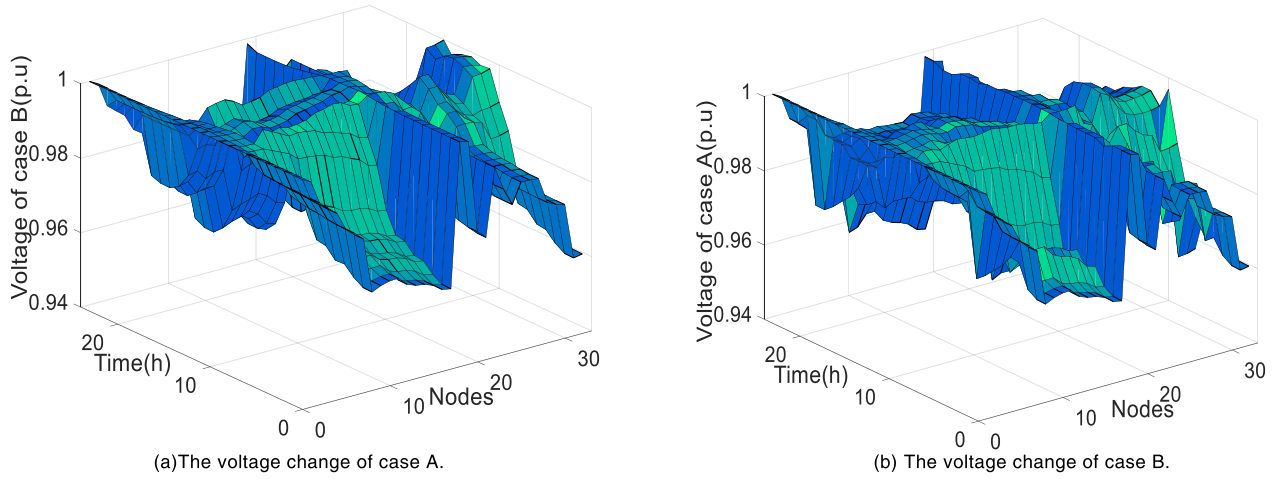 Voltage of case B(p.u)
1
0.98
0.96
0.94
20
Time(h)
10
0
0
10
Nodes
20
30
(a)The voltage change of case A.
Voltage of case A(p.u)
1
0.98
0.96
0.94
20
Time(h)
10
0
0
10
Nodes
20
30
(b) The voltage change of case B.